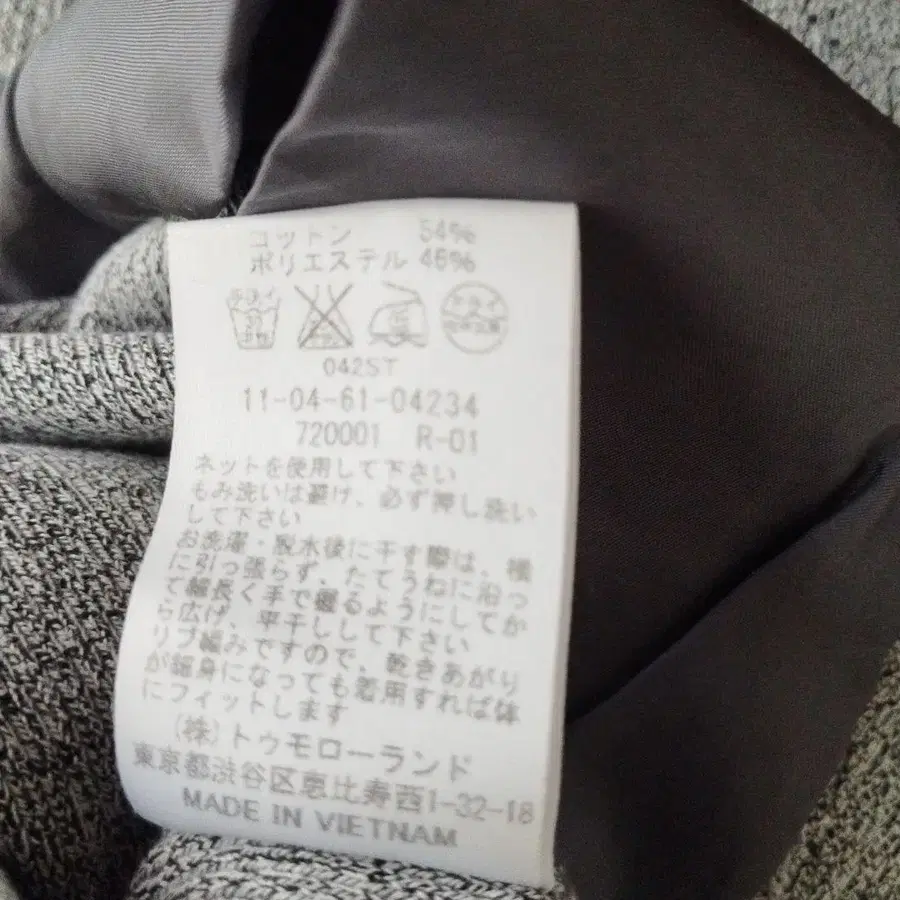 コットン 54%
ポリエステル 46%
ドライ
ドライ
042ST
11-04-61-04234
720001 R-01
ネットを使用して下さい
もみ洗いは避け、必ず押し洗い
して下さい
お洗濯・脱水後に干す際は、横
に引っ張らず、たてうねに沿っ
て細長く手で握るようにしてか
ら広げ、平干しして下さい
リブ編みですので、乾きあがり
が細身になっても着用すれば体
にフィットします
(株)トゥモローランド
東京都渋谷区恵比寿西1-32-18
MADE IN VIETNAM